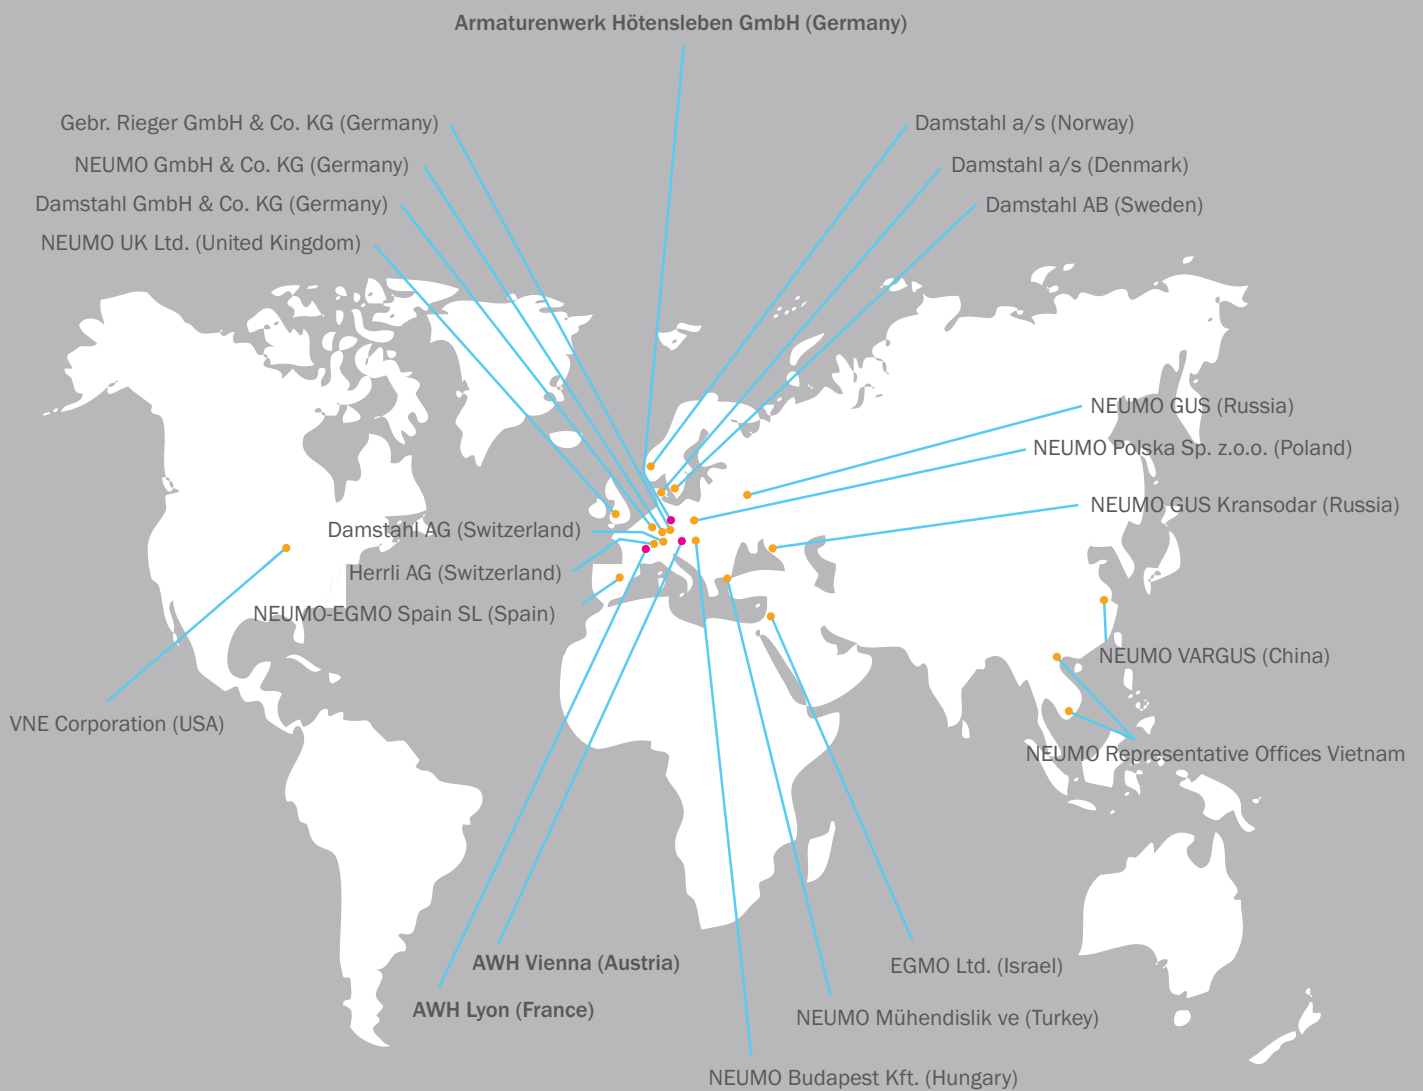 Armaturenwerk Hötensleben GmbH (Germany)
Gebr. Rieger GmbH & Co. KG (Germany)
NEUMO GmbH & Co. KG (Germany)
Damstahl GmbH & Co. KG (Germany)
NEUMO UK Ltd. (United Kingdom)
Damstahl a/s (Norway)
Damstahl a/s (Denmark)
Damstahl AB (Sweden)
NEUMO GUS (Russia)
NEUMO Polska Sp. z.o.o. (Poland)
NEUMO GUS Kransodar (Russia)
Damstahl AG (Switzerland)
Herrli AG (Switzerland)
NEUMO-EGMO Spain SL (Spain)
NEUMO VARGUS (China)
VNE Corporation (USA)
NEUMO Representative Offices Vietnam
AWH Vienna (Austria)
EGMO Ltd. (Israel)
AWH Lyon (France)
NEUMO Mühendislik ve (Turkey)
NEUMO Budapest Kft. (Hungary)